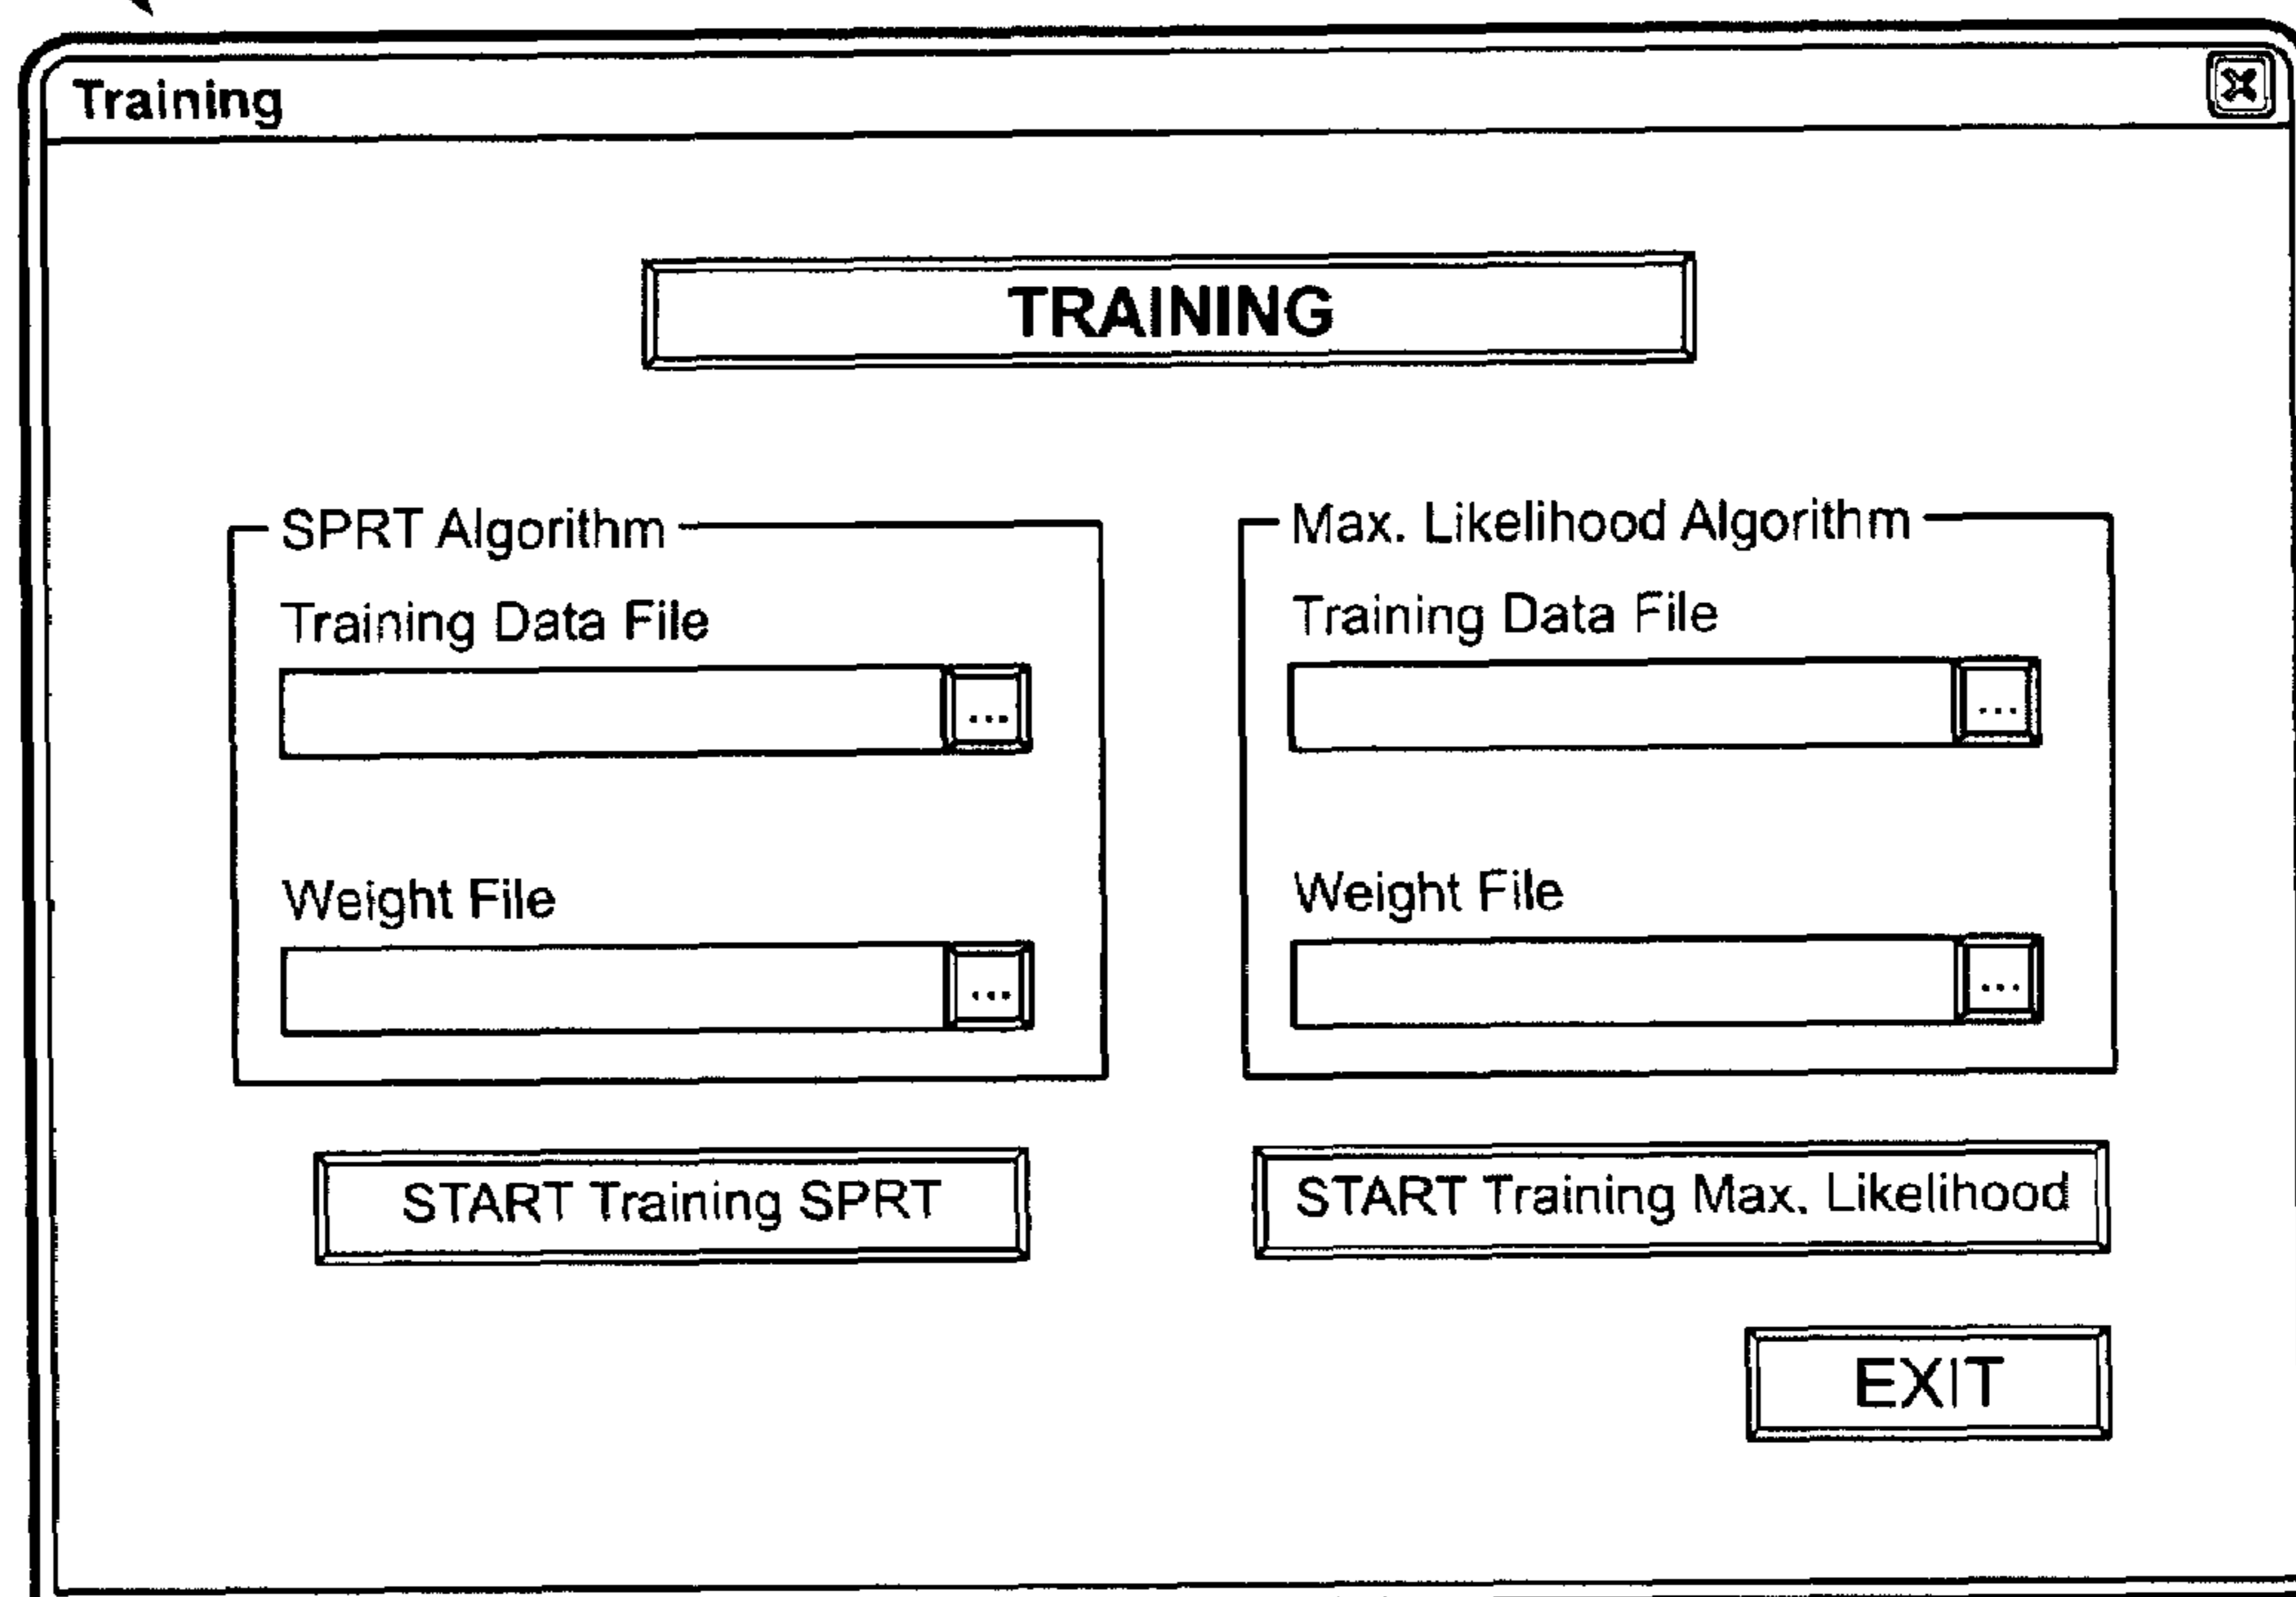 Training
TRAINING
SPRT Algorithm
Training Data File
...
Weight File
...
START Training SPRT
Max. Likelihood Algorithm
Training Data File
...
Weight File
...
START Training Max. Likelihood
EXIT